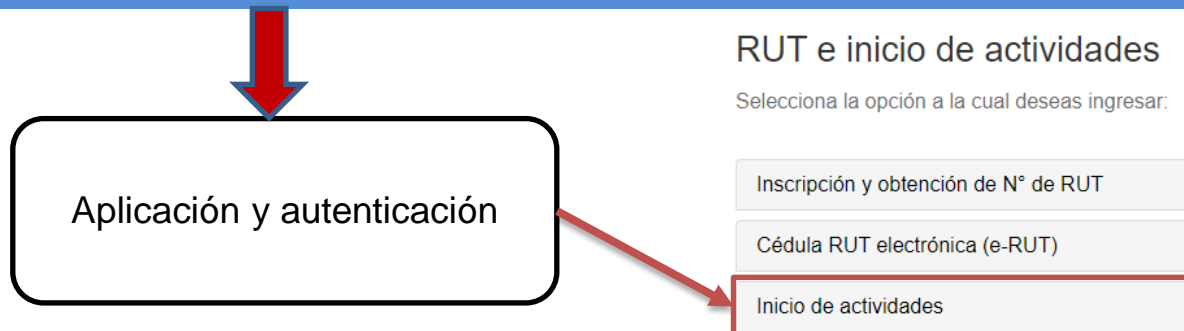 RUT e inicio de actividades
Selecciona la opción a la cual deseas ingresar:
Aplicación y autenticación
Inscripción y obtención de N° de RUT
Cédula RUT electrónica (e-RUT)
Inicio de actividades